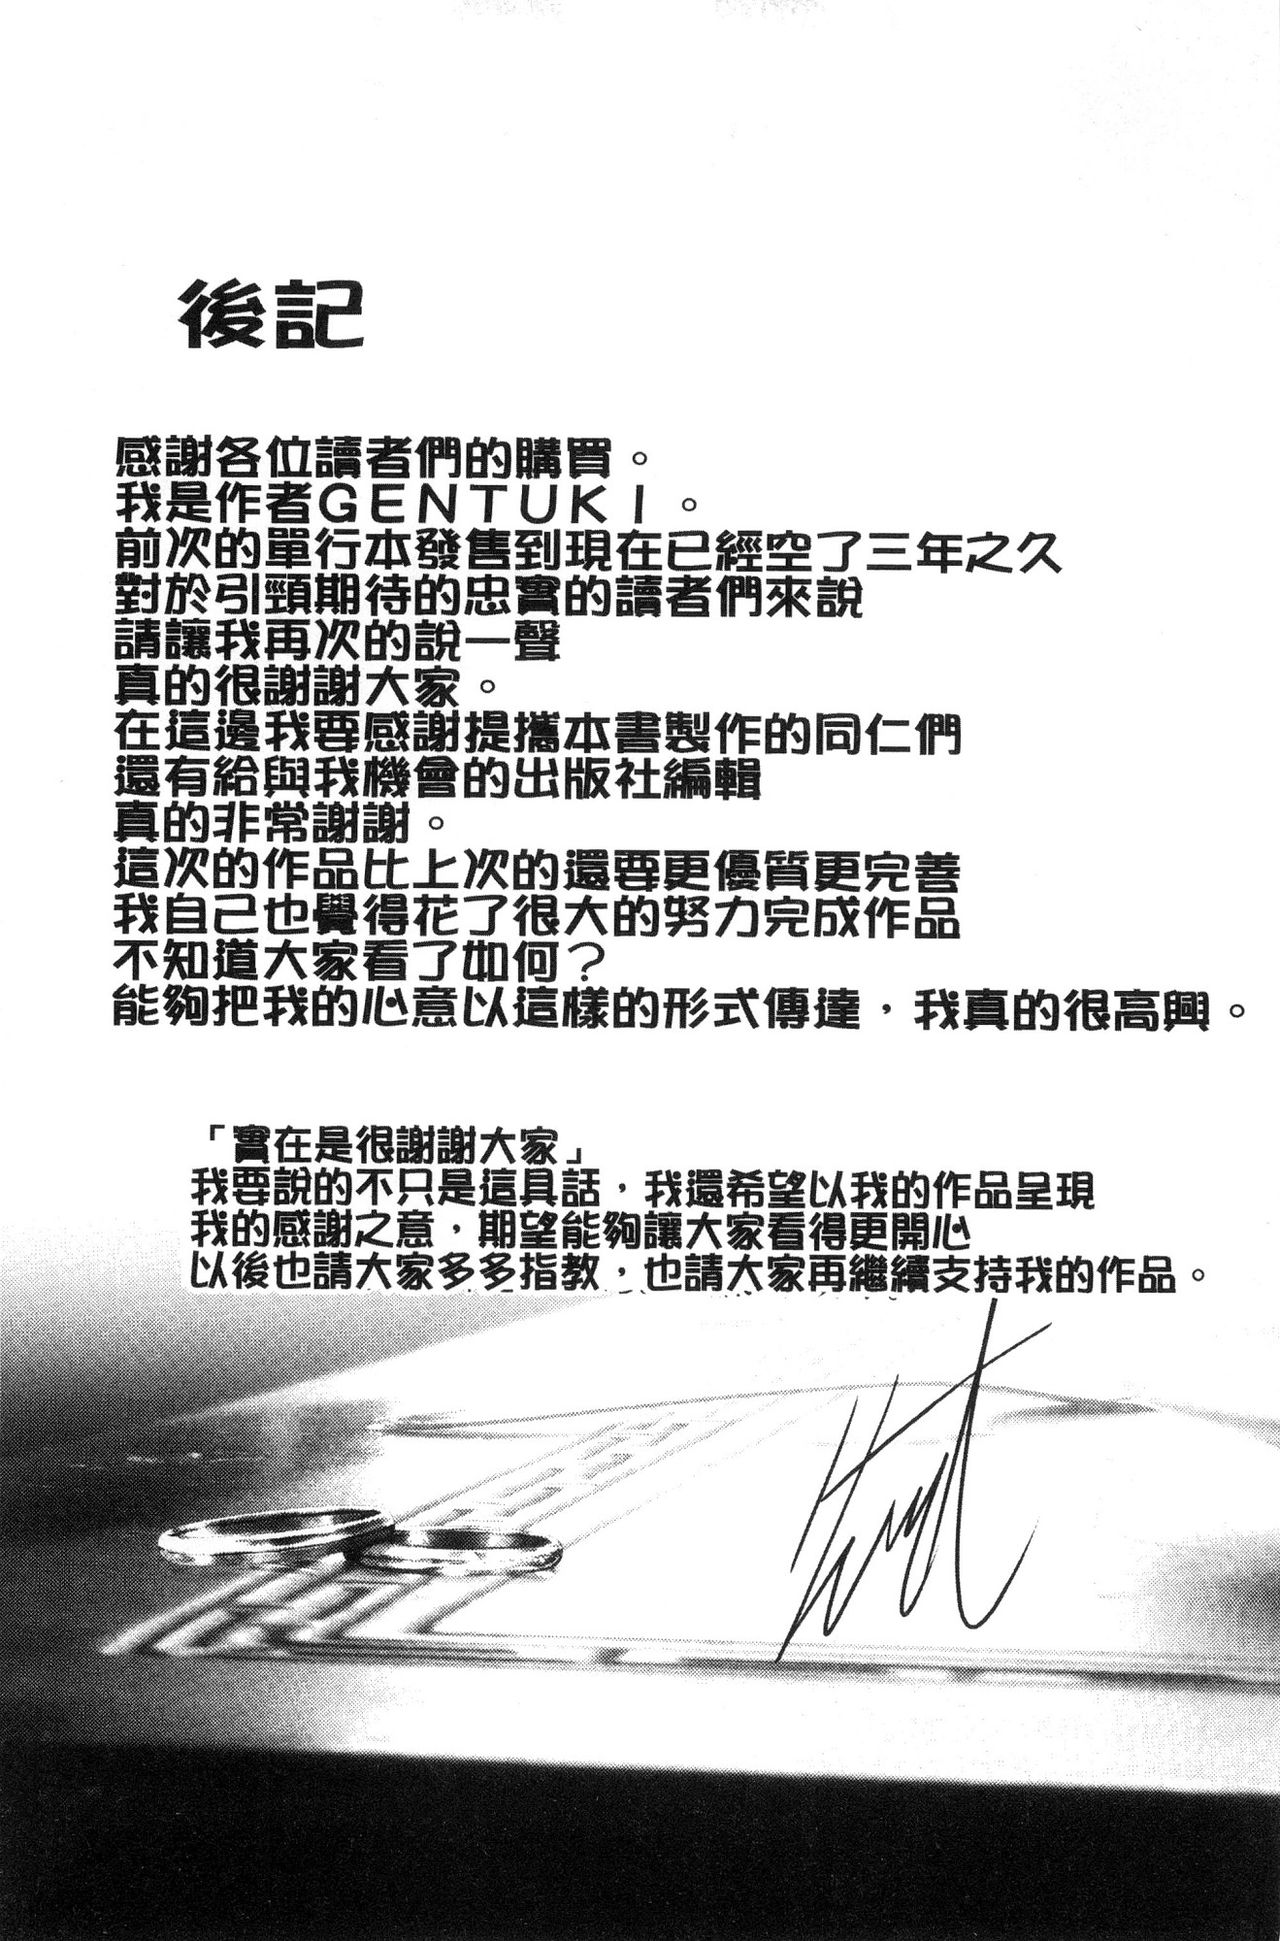 後記
感謝各位讀者們的購買。
我是作者GENTUKI。
前次的單行本發售到現在已經空了三年之久
對於引頸期待的忠實的讀者們來說
請讓我再次的說一聲
真的很謝謝大家。
在這邊我要感謝提攜本書製作的同仁們
還有給與我機會的出版社編輯
真的非常謝謝。
這次的作品比上次的還要更優質更完善
我自己也覺得花了很大的努力完成作品
不知道大家看了如何？
能夠把我的心意以這樣的形式傳達，我真的很高興。
「實在是很謝謝大家」
我要說的不只是這具話，我還希望以我的作品呈現
我的感謝之意，期望能夠讓大家看得更開心
以後也請大家多多指教，也請大家再繼續支持我的作品。